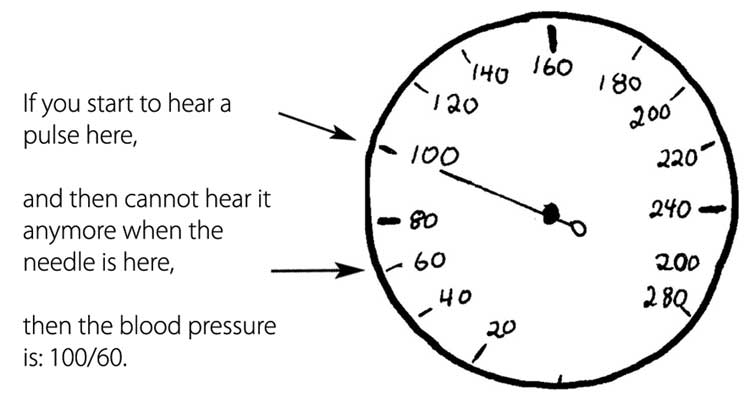 If you start to hear a
pulse here,
and then cannot hear it
anymore when the
needle is here,
then the blood pressure
is: 100/60.
160
140
180
120
200
100
220
80
240
60
200
40
280
20